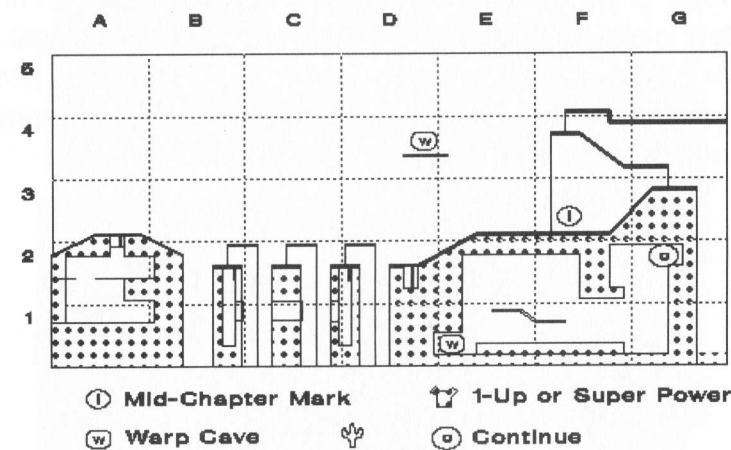 A B C D E F G
5
4
W
3
I
2
1
W
I Mid-Chapter Mark 1-Up or Super Power
W Warp Cave Continue